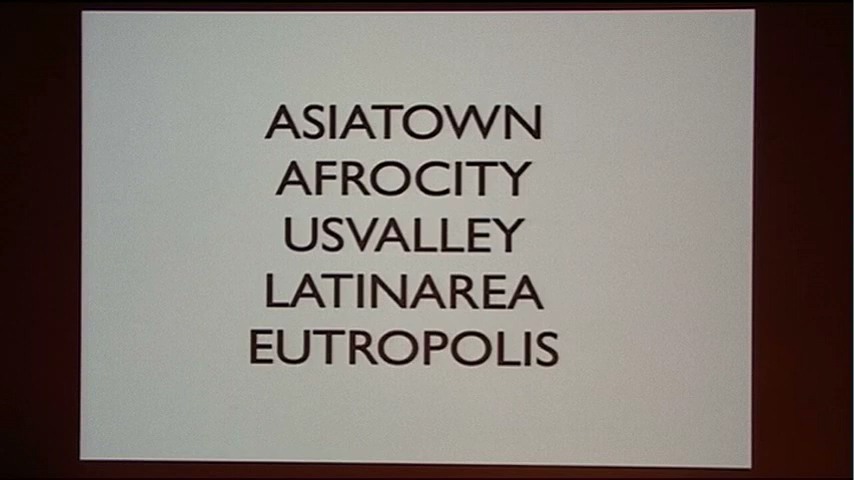 ASIATOWN
AFROCITY
USVALLEY
LATINAREA
EUTROPOLIS